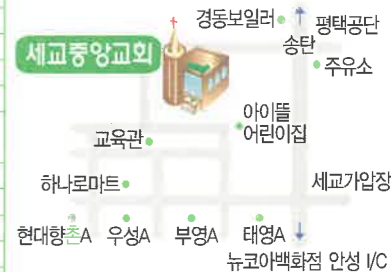 경동보일러
평택공단
송탄
세교중앙교회
주유소
아이뜰
어린이집
교육관
하나로마트
세교가압장
현대향촌A 우성A 부영A 태영A
뉴코아백화점 안성 I/C